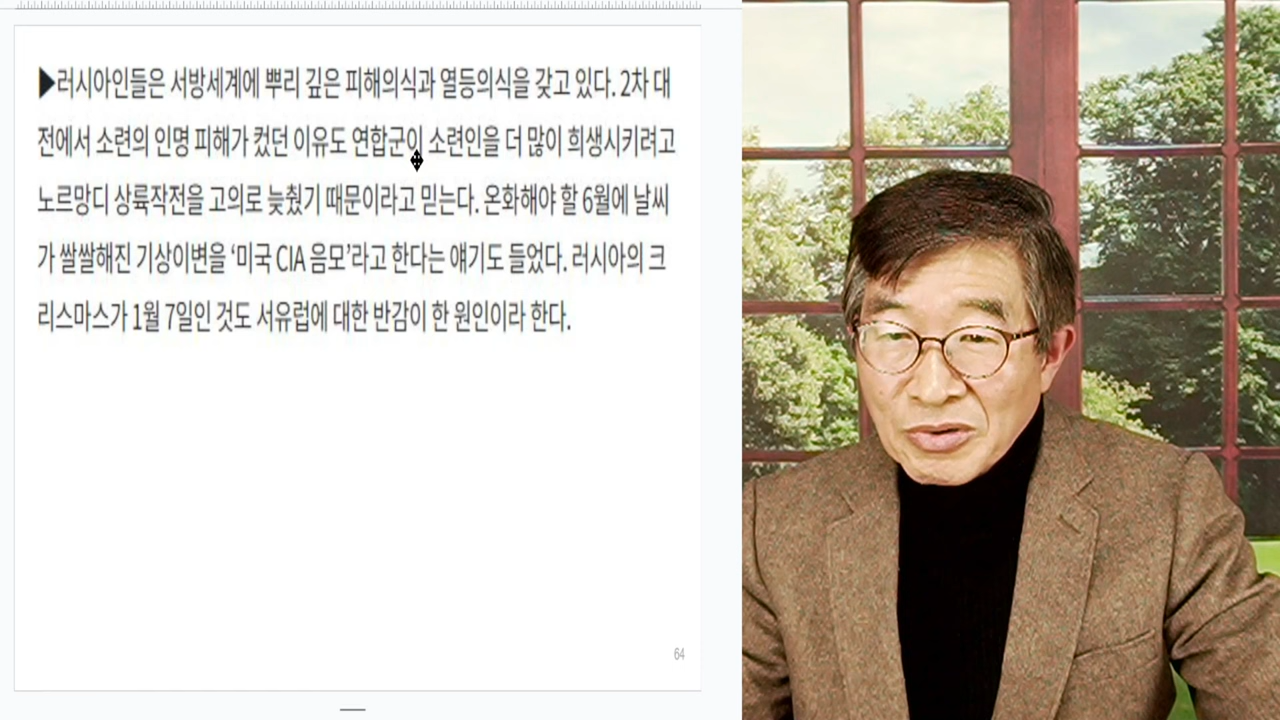 ▶러시아인들은 서방세계에 뿌리 깊은 피해의식과 열등의식을 갖고 있다. 2차 대
전에서 소련의 인명 피해가 컸던 이유도 연합군이 소련인을 더 많이 희생시키려고
노르망디 상륙작전을 고의로 늦췄기 때문이라고 믿는다. 온화해야 할 6월에 날씨
가 쌀쌀해진 기상이변을 ‘미국 CIA 음모’라고 한다는 얘기도 들었다. 러시아의 크
리스마스가 1월 7일인 것도 서유럽에 대한 반감이 한 원인이라 한다.
64